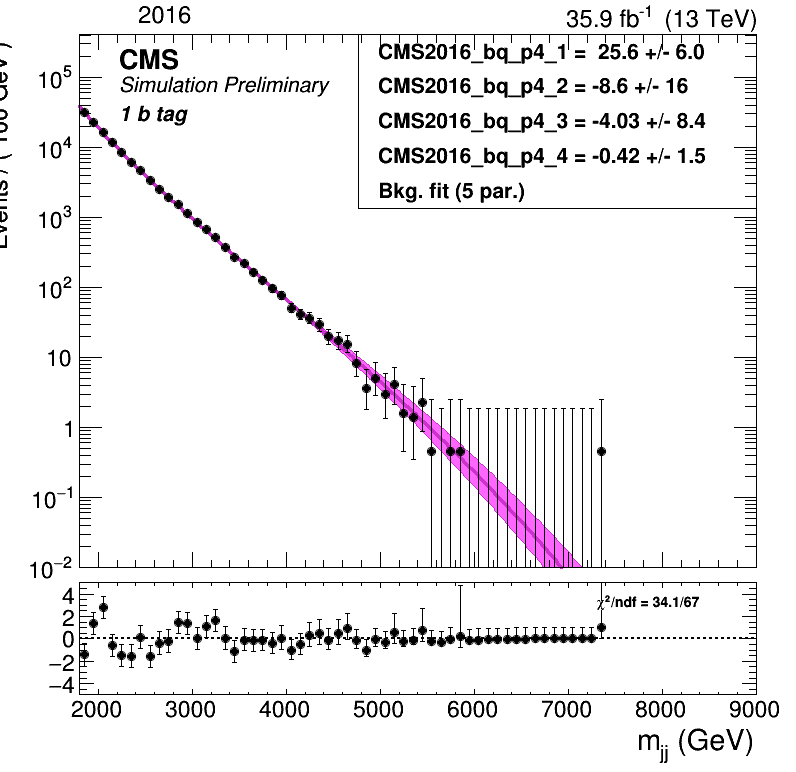 2016
35.9 fb⁻¹ (13 TeV)
CMS
Simulation Preliminary
1 b tag
CMS2016_bq_p4_1 = 25.6 +/- 6.0
CMS2016_bq_p4_2 = -8.6 +/- 16
CMS2016_bq_p4_3 = -4.03 +/- 8.4
CMS2016_bq_p4_4 = -0.42 +/- 1.5
Bkg. fit (5 par.)
10⁵
10⁴
10³
10²
10
1
10⁻¹
10⁻²
χ²/ndf = 34.1/67
4
2
0
−2
−4
2000 3000 4000 5000 6000 7000 8000 9000
m_jj (GeV)